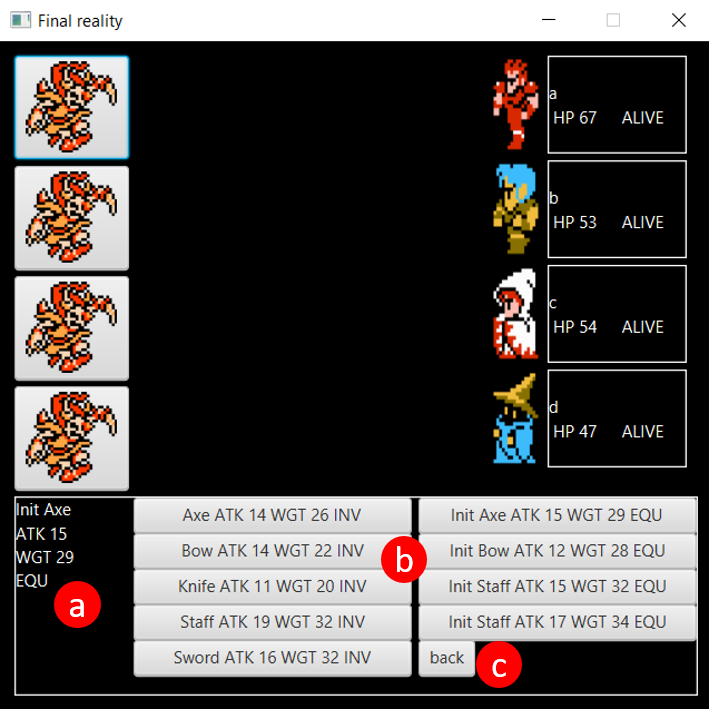 Final reality
a
HP 67 ALIVE
b
HP 53 ALIVE
c
HP 54 ALIVE
d
HP 47 ALIVE
Init Axe
ATK 15
WGT 29
EQU
a
Axe ATK 14 WGT 26 INV
Init Axe ATK 15 WGT 29 EQU
Bow ATK 14 WGT 22 INV
b
Init Bow ATK 12 WGT 28 EQU
Knife ATK 11 WGT 20 INV
Init Staff ATK 15 WGT 32 EQU
Staff ATK 19 WGT 32 INV
Init Staff ATK 17 WGT 34 EQU
Sword ATK 16 WGT 32 INV
back
c